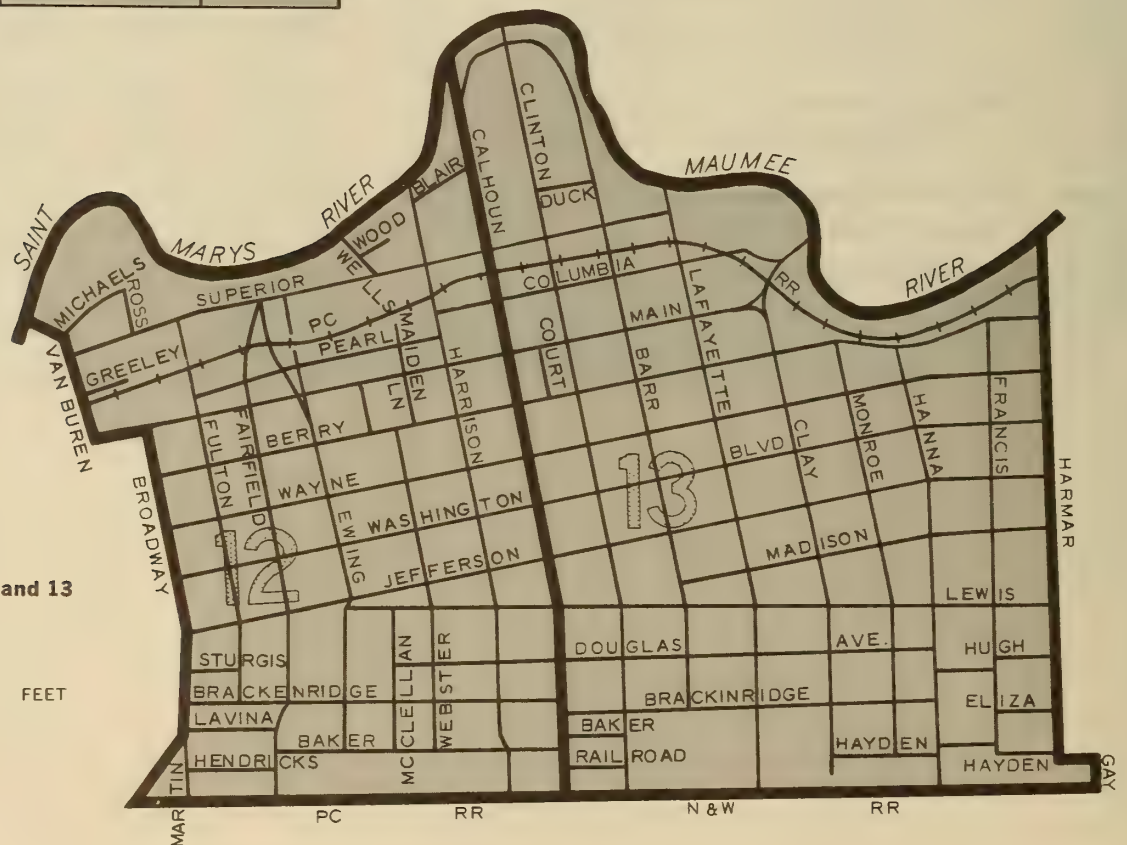 MAUMEE
RIVER
SAINT
MARYS
RIVER
BLAIR
WOOD
WELLS
CALHOUN
CLINTON
DUCK
MICHAELS
ROSS
SUPERIOR
COLUMBIA
RR
PC
PEARL
MAIDEN LN
GREELEY
VAN BUREN
HARRISON
COURT
MAIN
LAFAYETTE
BARR
FULTON
FAIRFIELD
BERRY
BLVD
CLAY
MONROE
HANNA
FRANCIS
HARMAR
BROADWAY
WAYNE
EWING
WASHINGTON
12
13
JEFFERSON
MADISON
and 13
LEWIS
STURGIS
DOUGLAS AVE.
HUGH
FEET
BRACKENRIDGE
MCCLELLAN
WEBSTER
BRACKINRIDGE
ELIZA
LAVINA
BAKER
BAKER
HENDRICKS
RAILROAD
HAYDEN
HAYDEN
GAY
MARTIN
PC RR
N & W RR